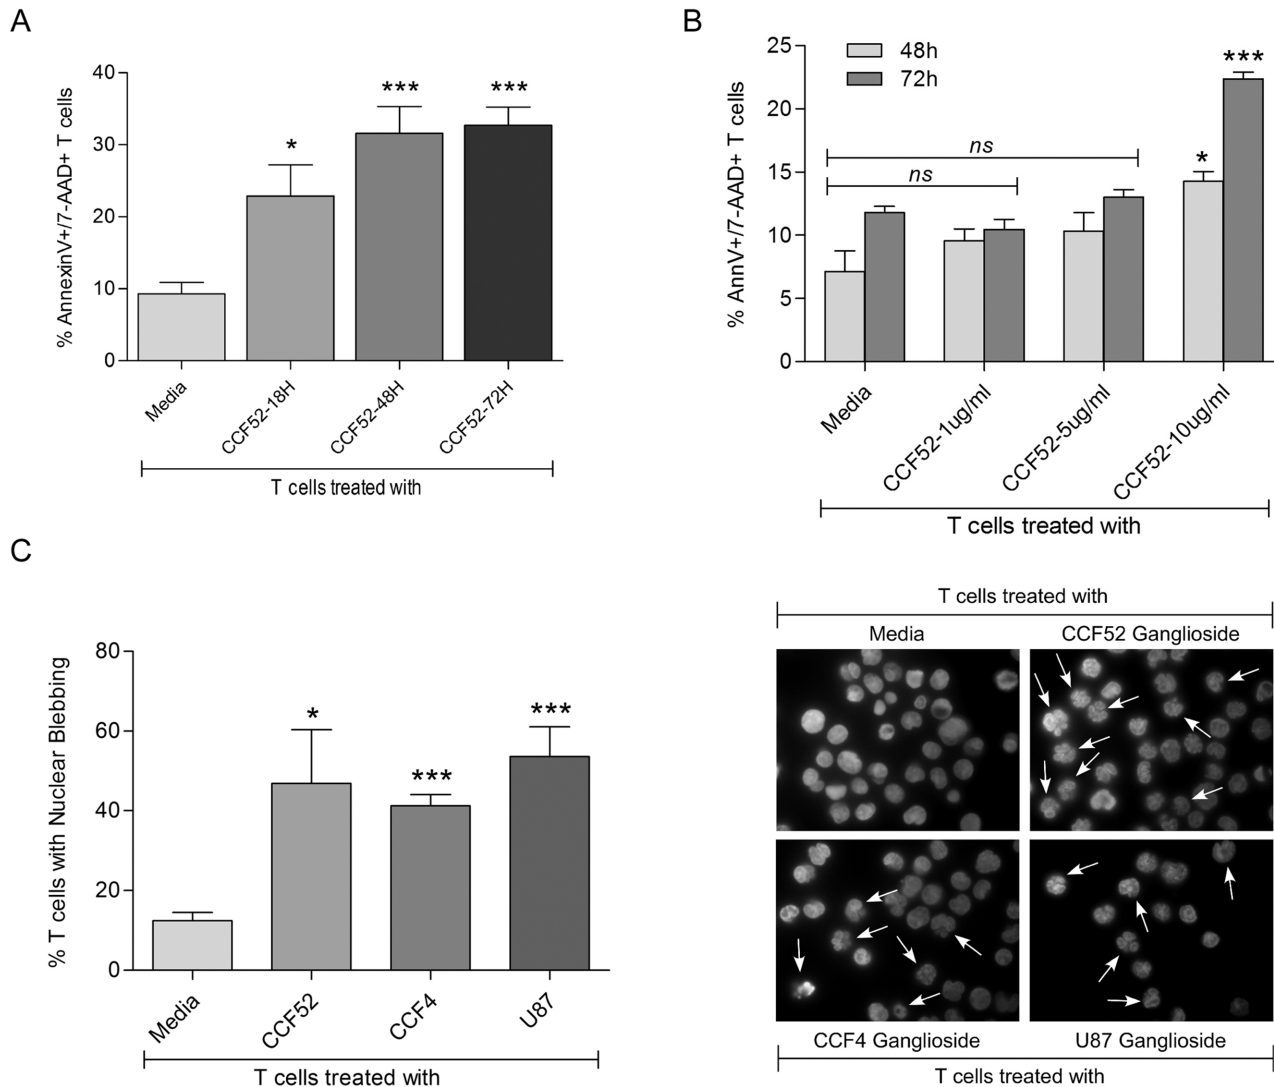 A
% AnnexinV+/7-AAD+ T cells
40
30
20
10
0
*
***
***
Media
CCF52-18H
CCF52-48H
CCF52-72H
T cells treated with
B
% AnnV+/7-AAD+ T cells
25
20
15
10
5
0
48h
72h
ns
ns
*
***
Media
CCF52-1ug/ml
CCF52-5ug/ml
CCF52-10ug/ml
T cells treated with
C
% T cells with Nuclear Blebbing
80
60
40
20
0
*
***
***
Media
CCF52
CCF4
U87
T cells treated with
T cells treated with
Media
CCF52 Ganglioside
CCF4 Ganglioside
U87 Ganglioside
T cells treated with